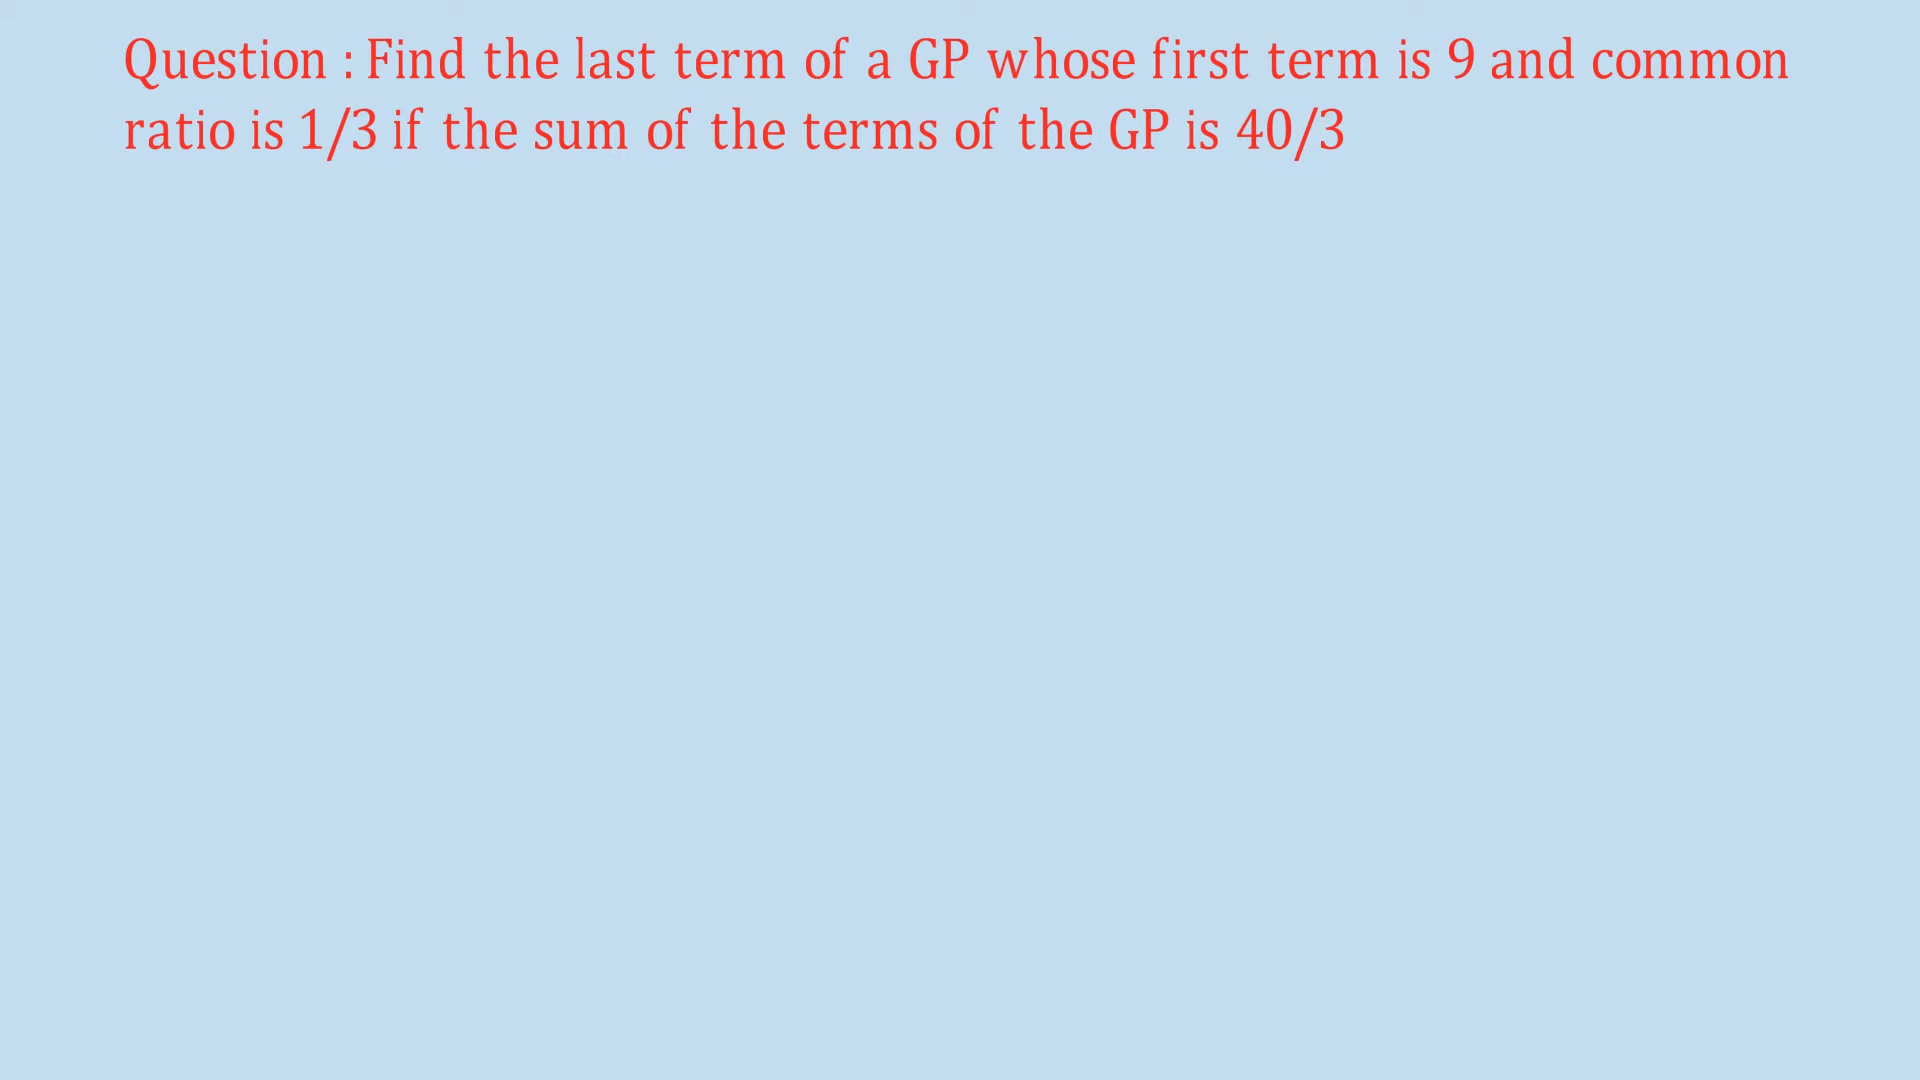 Question : Find the last term of a GP whose first term is 9 and common
ratio is 1/3 if the sum of the terms of the GP is 40/3